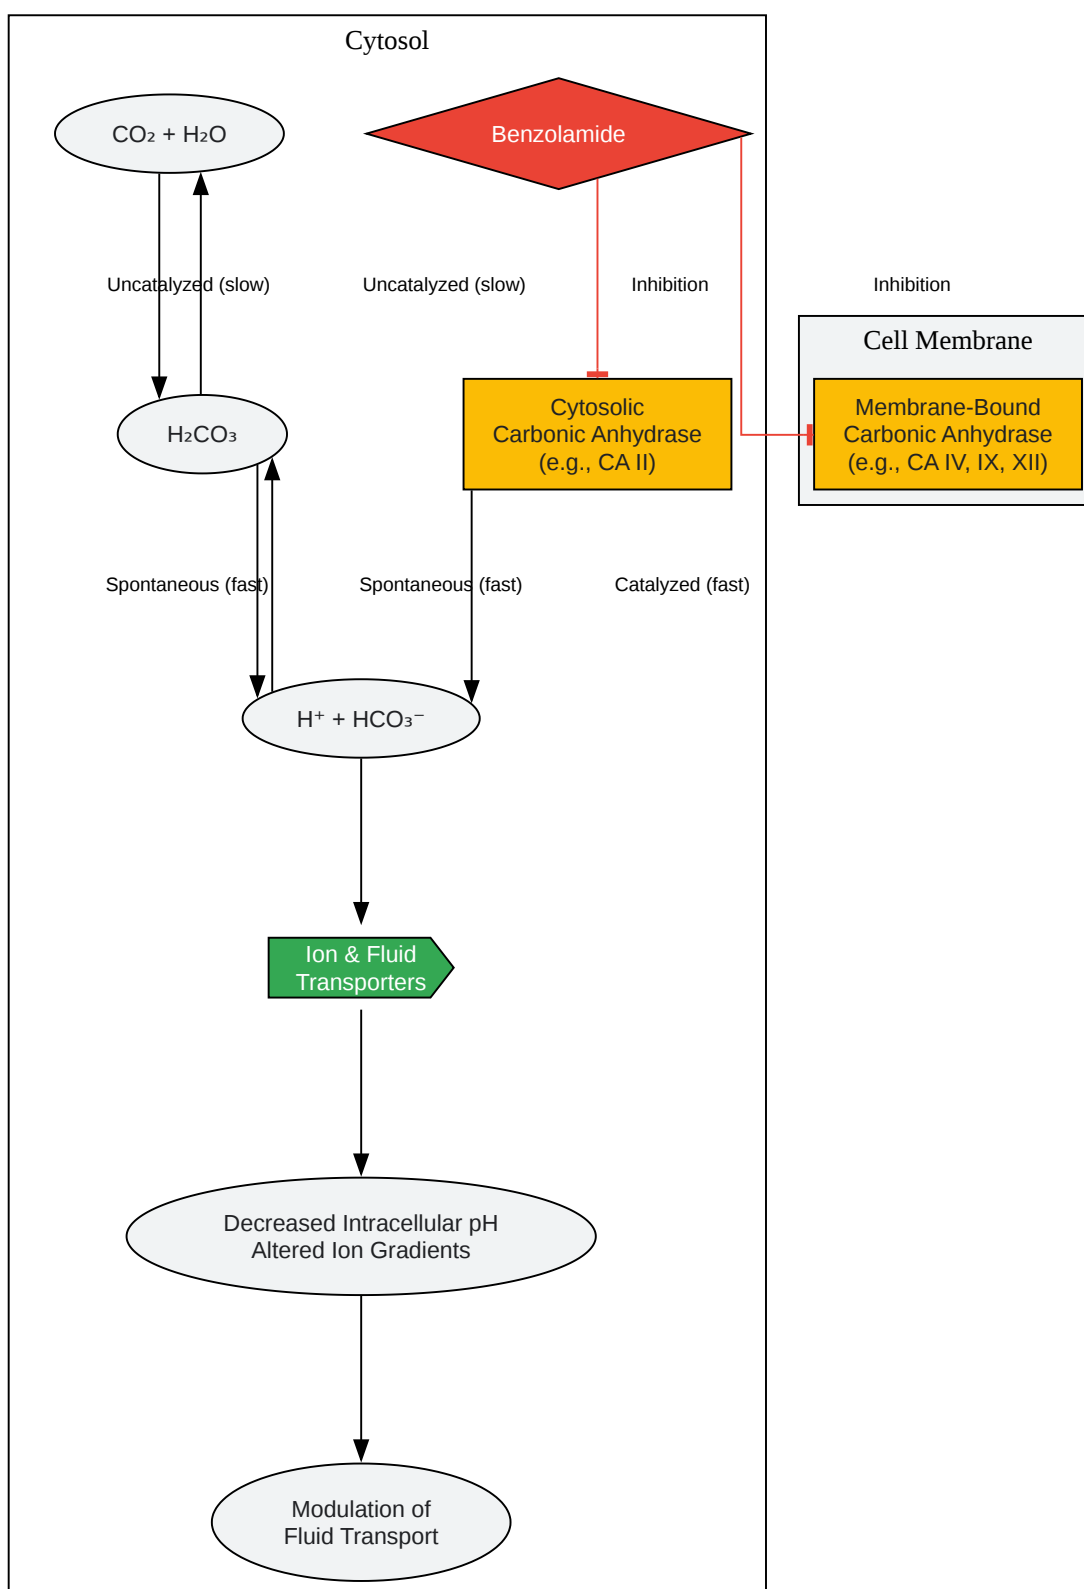 Cytosol
CO₂ + H₂O
Benzolamide
Uncatalyzed (slow)
Uncatalyzed (slow)
Inhibition
Inhibition
Cell Membrane
H₂CO₃
Cytosolic
Carbonic Anhydrase
(e.g., CA II)
Membrane-Bound
Carbonic Anhydrase
(e.g., CA IV, IX, XII)
Spontaneous (fast)
Spontaneous (fast)
Catalyzed (fast)
H⁺ + HCO₃⁻
Ion & Fluid
Transporters
Decreased Intracellular pH
Altered Ion Gradients
Modulation of
Fluid Transport